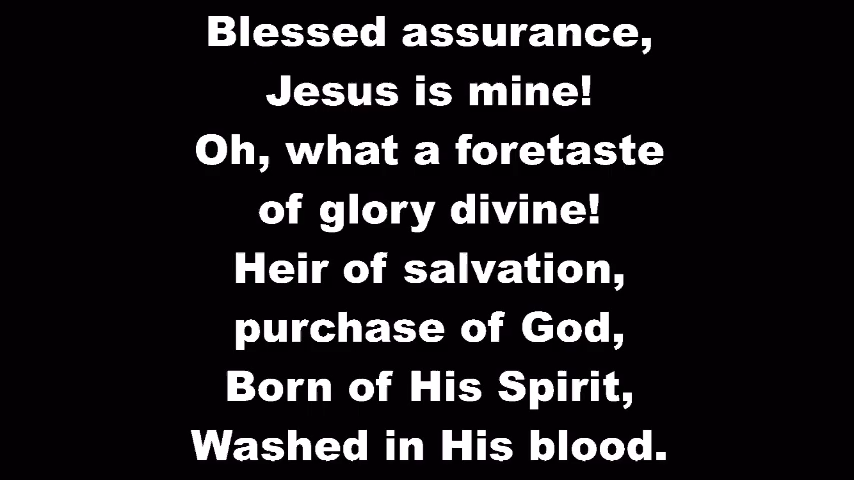 Blessed assurance,
Jesus is mine!
Oh, what a foretaste
of glory divine!
Heir of salvation,
purchase of God,
Born of His Spirit,
Washed in His blood.